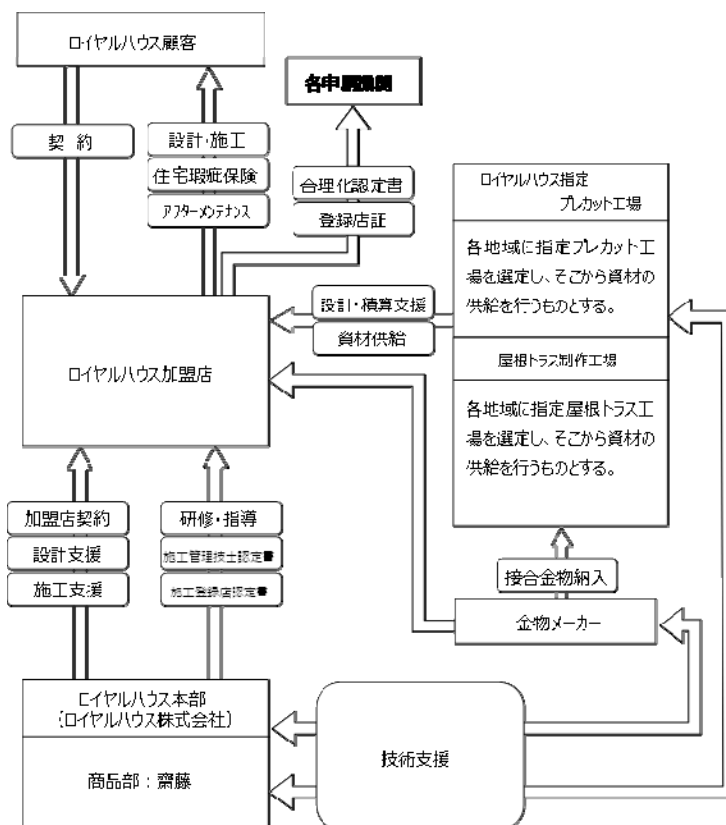 ロイヤルハウス顧客
各申請機関
契 約
設計・施工
住宅瑕疵保険
アフターメンテナンス
合理化認定書
登録店証
ロイヤルハウス指定
プレカット工場
各地域に指定プレカット工
場を選定し、そこから資材の
供給を行うものとする。
設計・積算支援
資材供給
ロイヤルハウス加盟店
屋根トラス制作工場
各地域に指定屋根トラス工
場を選定し、そこから資材の
供給を行うものとする。
加盟店契約
設計支援
施工支援
研修・指導
施工管理技士認定書
施工登録店認定書
接合金物納入
金物メーカー
ロイヤルハウス本部
(ロイヤルハウス株式会社)
商品部：齋藤
技術支援